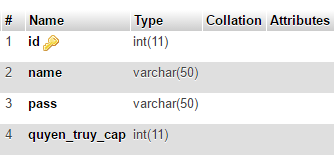 # Name Type Collation Attributes
1 id int(11)
2 name varchar(50)
3 pass varchar(50)
4 quyen_truy_cap int(11)